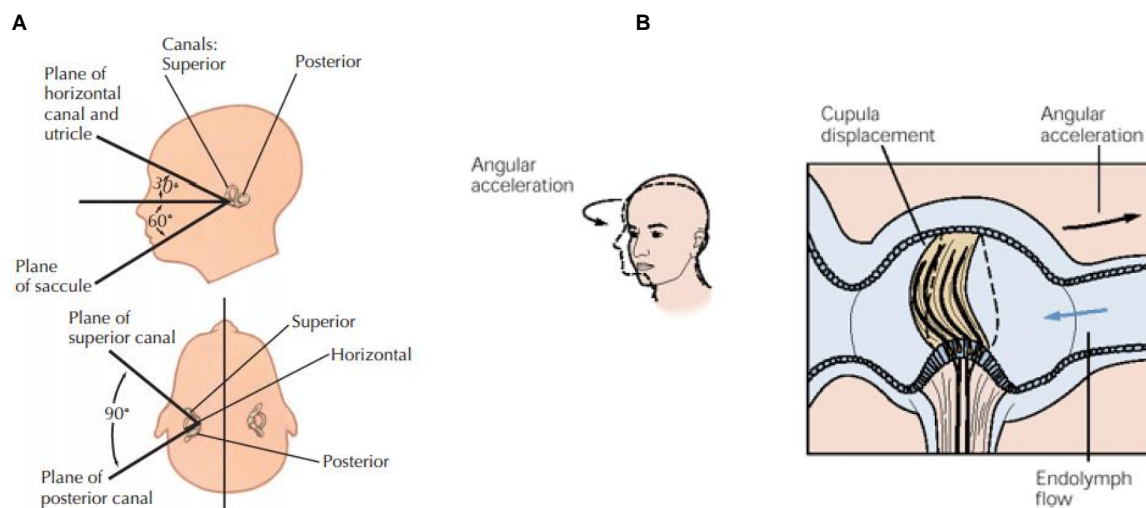 A
Canals:
Superior
Posterior
Plane of
horizontal
canal and
utricle
30°
60°
Plane
of saccule
Plane of
superior canal
Superior
Horizontal
90°
Posterior
Plane of
posterior canal
B
Angular
acceleration
Cupula
displacement
Angular
acceleration
Endolymph
flow